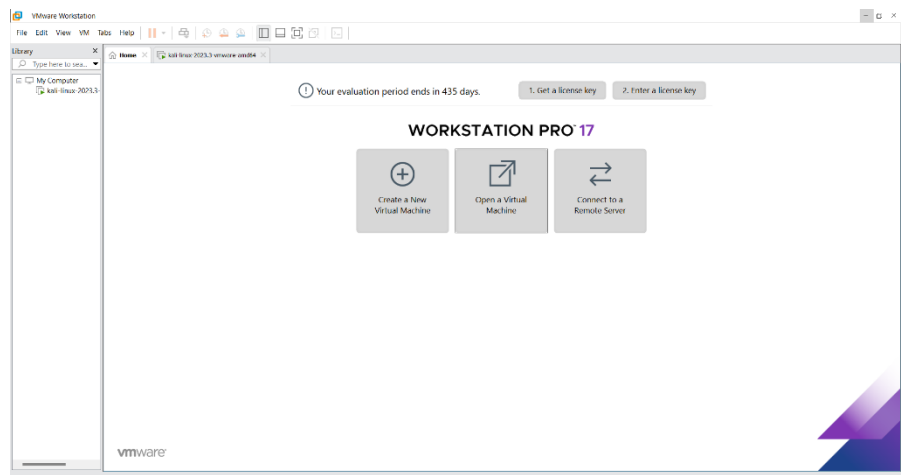 VMware Workstation
File Edit View VM Tabs Help
Library
Type here to sea...
My Computer
kali-linux-2023.3-
Home
kali-linux-2023.3-vmware-amd64
Your evaluation period ends in 435 days.
1. Get a license key
2. Enter a license key
WORKSTATION PRO™ 17
Create a New
Virtual Machine
Open a Virtual
Machine
Connect to a
Remote Server
vmware